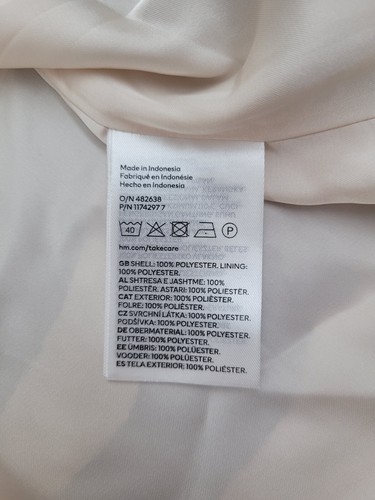 Made in Indonesia
Fabriqué en Indonésie
Hecho en Indonesia
O/N 482638
P/N 1174297 7
40
P
hm.com/takecare
GB SHELL: 100% POLYESTER. LINING:
100% POLYESTER.
AL SHTRESA E JASHTME: 100%
POLIESTËR. ASTARI: 100% POLIESTËR.
CAT EXTERIOR: 100% POLIÈSTER.
FOLRE: 100% POLIÈSTER.
CZ SVRCHNÍ LÁTKA: 100% POLYESTER.
PODŠÍVKA: 100% POLYESTER.
DE OBERMATERIAL: 100% POLYESTER.
FUTTER: 100% POLYESTER.
EE ÜMBRIS: 100% POLÜESTER.
VOODER: 100% POLÜESTER.
ES TELA EXTERIOR: 100% POLIÉSTER.